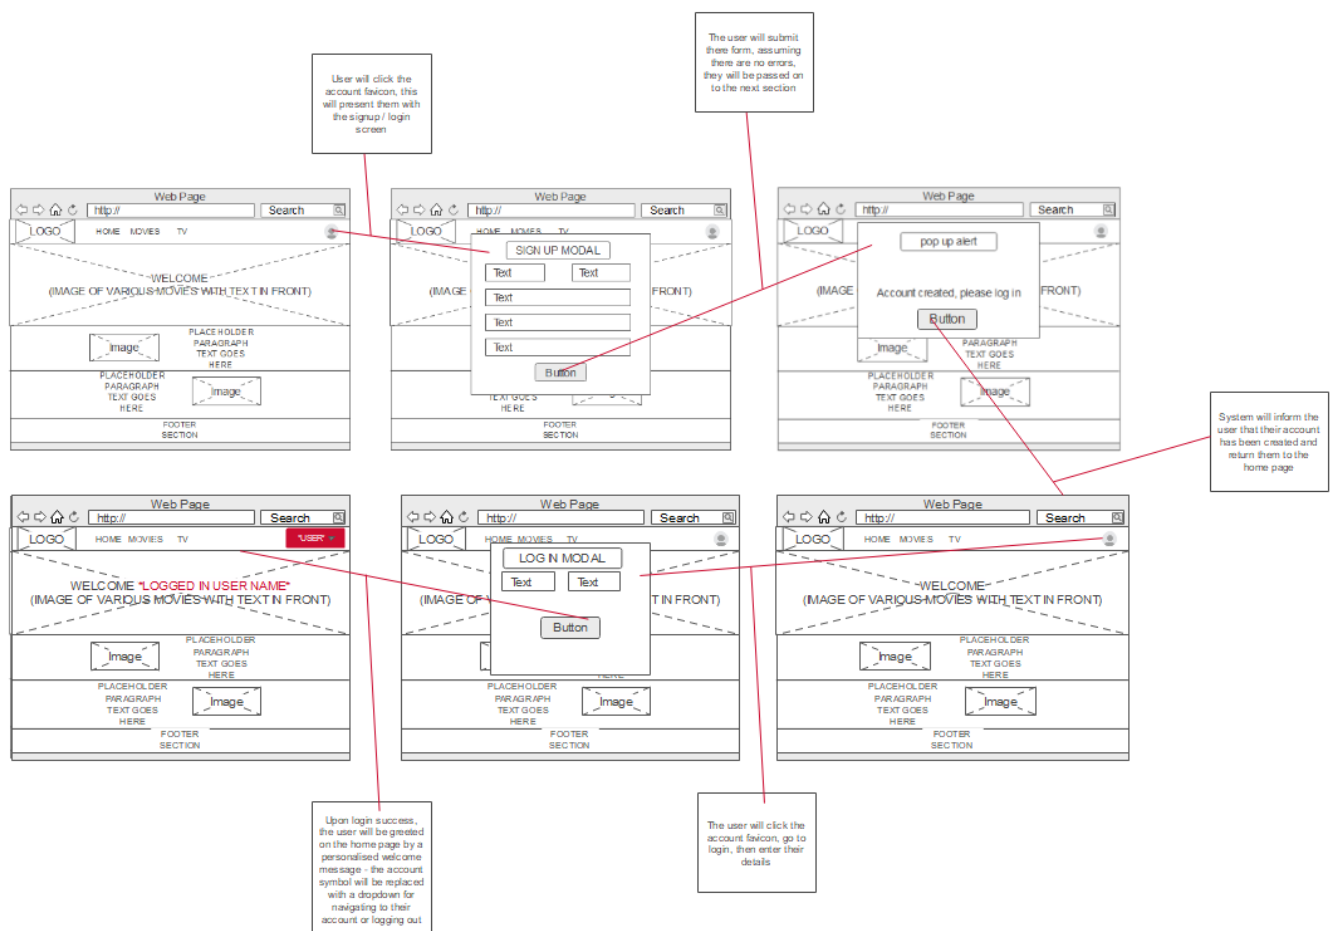 The user will submit
there form, assuming
there are no errors,
they will be passed on
to the next section
User will click the
account favicon, this
will present them with
the signup / login
screen
Web Page
http://
Search
LOGO
HOME MOVIES TV
WELCOME
(IMAGE OF VARIOUS MOVIES WITH TEXT IN FRONT)
Image
PLACEHOLDER
PARAGRAPH
TEXT GOES
HERE
PLACEHOLDER
PARAGRAPH
TEXT GOES
HERE
Image
FOOTER
SECTION
Web Page
http://
Search
LOGO
HOME MOVIES TV
SIGN UP MODAL
Text Text
Text
Text
Text
Button
(IMAGE
FRONT)
TEXT GOES
HERE
FOOTER
SECTION
Web Page
http://
Search
LOGO
pop up alert
Account created, please log in
Button
(IMAGE
FRONT)
Image
PARAGRAPH
TEXT GOES
HERE
PLACEHOLDER
PARAGRAPH
TEXT GOES
HERE
Image
FOOTER
SECTION
System will inform the
user that their account
has been created and
return them to the
home page
Web Page
http://
Search
LOGO
HOME MOVIES TV
*USER*
WELCOME *LOGGED IN USER NAME*
(IMAGE OF VARIOUS MOVIES WITH TEXT IN FRONT)
Image
PLACEHOLDER
PARAGRAPH
TEXT GOES
HERE
PLACEHOLDER
PARAGRAPH
TEXT GOES
HERE
Image
FOOTER
SECTION
Web Page
http://
Search
LOGO
HOME MOVIES TV
LOG IN MODAL
Text Text
Button
(IMAGE OF
T IN FRONT)
PLACEHOLDER
PARAGRAPH
TEXT GOES
HERE
Image
FOOTER
SECTION
Web Page
http://
Search
LOGO
HOME MOVIES TV
WELCOME
(IMAGE OF VARIOUS MOVIES WITH TEXT IN FRONT)
Image
PLACEHOLDER
PARAGRAPH
TEXT GOES
HERE
PLACEHOLDER
PARAGRAPH
TEXT GOES
HERE
Image
FOOTER
SECTION
Upon login success,
the user will be greeted
on the home page by a
personalised welcome
message - the account
symbol will be replaced
with a dropdown for
navigating to their
account or logging out
The user will click the
account favicon, go to
login, then enter their
details